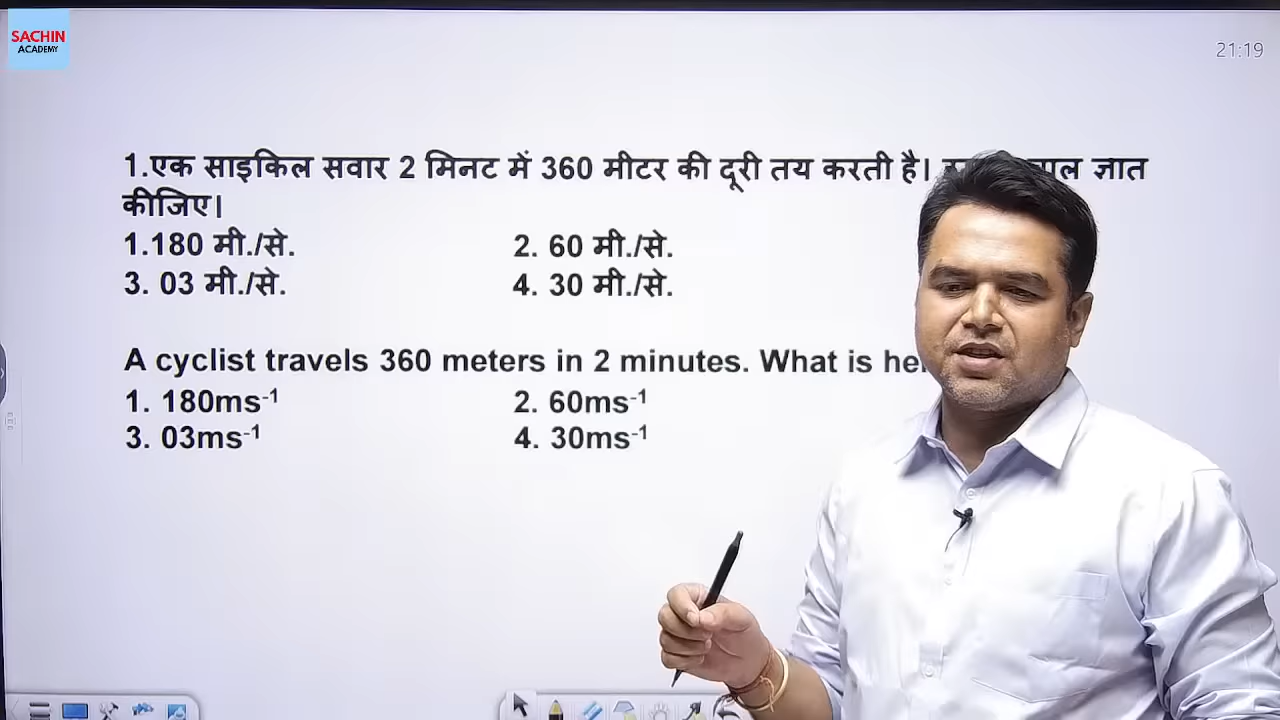 SACHIN
ACADEMY
21:19
1.एक साइकिल सवार 2 मिनट में 360 मीटर की दूरी तय करती है। ज्ञात
कीजिए।
1.180 मी./से. 2. 60 मी./से.
3. 03 मी./से. 4. 30 मी./से.
A cyclist travels 360 meters in 2 minutes. What is
1. 180ms⁻¹ 2. 60ms⁻¹
3. 03ms⁻¹ 4. 30ms⁻¹